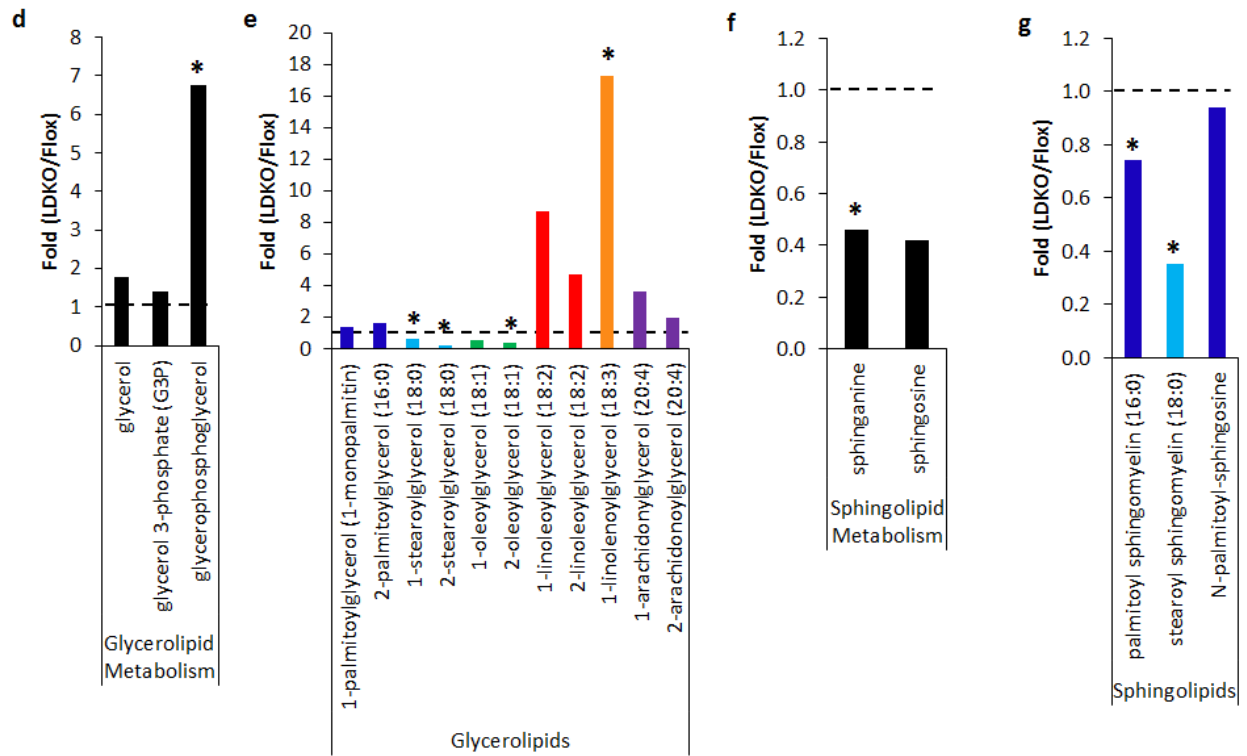 d
Fold (LDKO/Flox)
8
7
6
5
4
3
2
1
0
*
glycerol
glycerol 3-phosphate (G3P)
glycerophosphoglycerol
Glycerolipid
Metabolism
e
Fold (LDKO/Flox)
20
18
16
14
12
10
8
6
4
2
0
*
*
*
*
1-palmitoylglycerol (1-monopalmitin)
2-palmitoylglycerol (16:0)
1-stearoylglycerol (18:0)
2-stearoylglycerol (18:0)
1-oleoylglycerol (18:1)
2-oleoylglycerol (18:1)
1-linoleoylglycerol (18:2)
2-linoleoylglycerol (18:2)
1-linolenoylglycerol (18:3)
1-arachidonylglycerol (20:4)
2-arachidonoylglycerol (20:4)
Glycerolipids
f
Fold (LDKO/Flox)
1.2
1.0
0.8
0.6
0.4
0.2
0.0
*
sphinganine
sphingosine
Sphingolipid
Metabolism
g
Fold (LDKO/Flox)
1.2
1.0
0.8
0.6
0.4
0.2
0.0
*
*
palmitoyl sphingomyelin (16:0)
stearoyl sphingomyelin (18:0)
N-palmitoyl-sphingosine
Sphingolipids